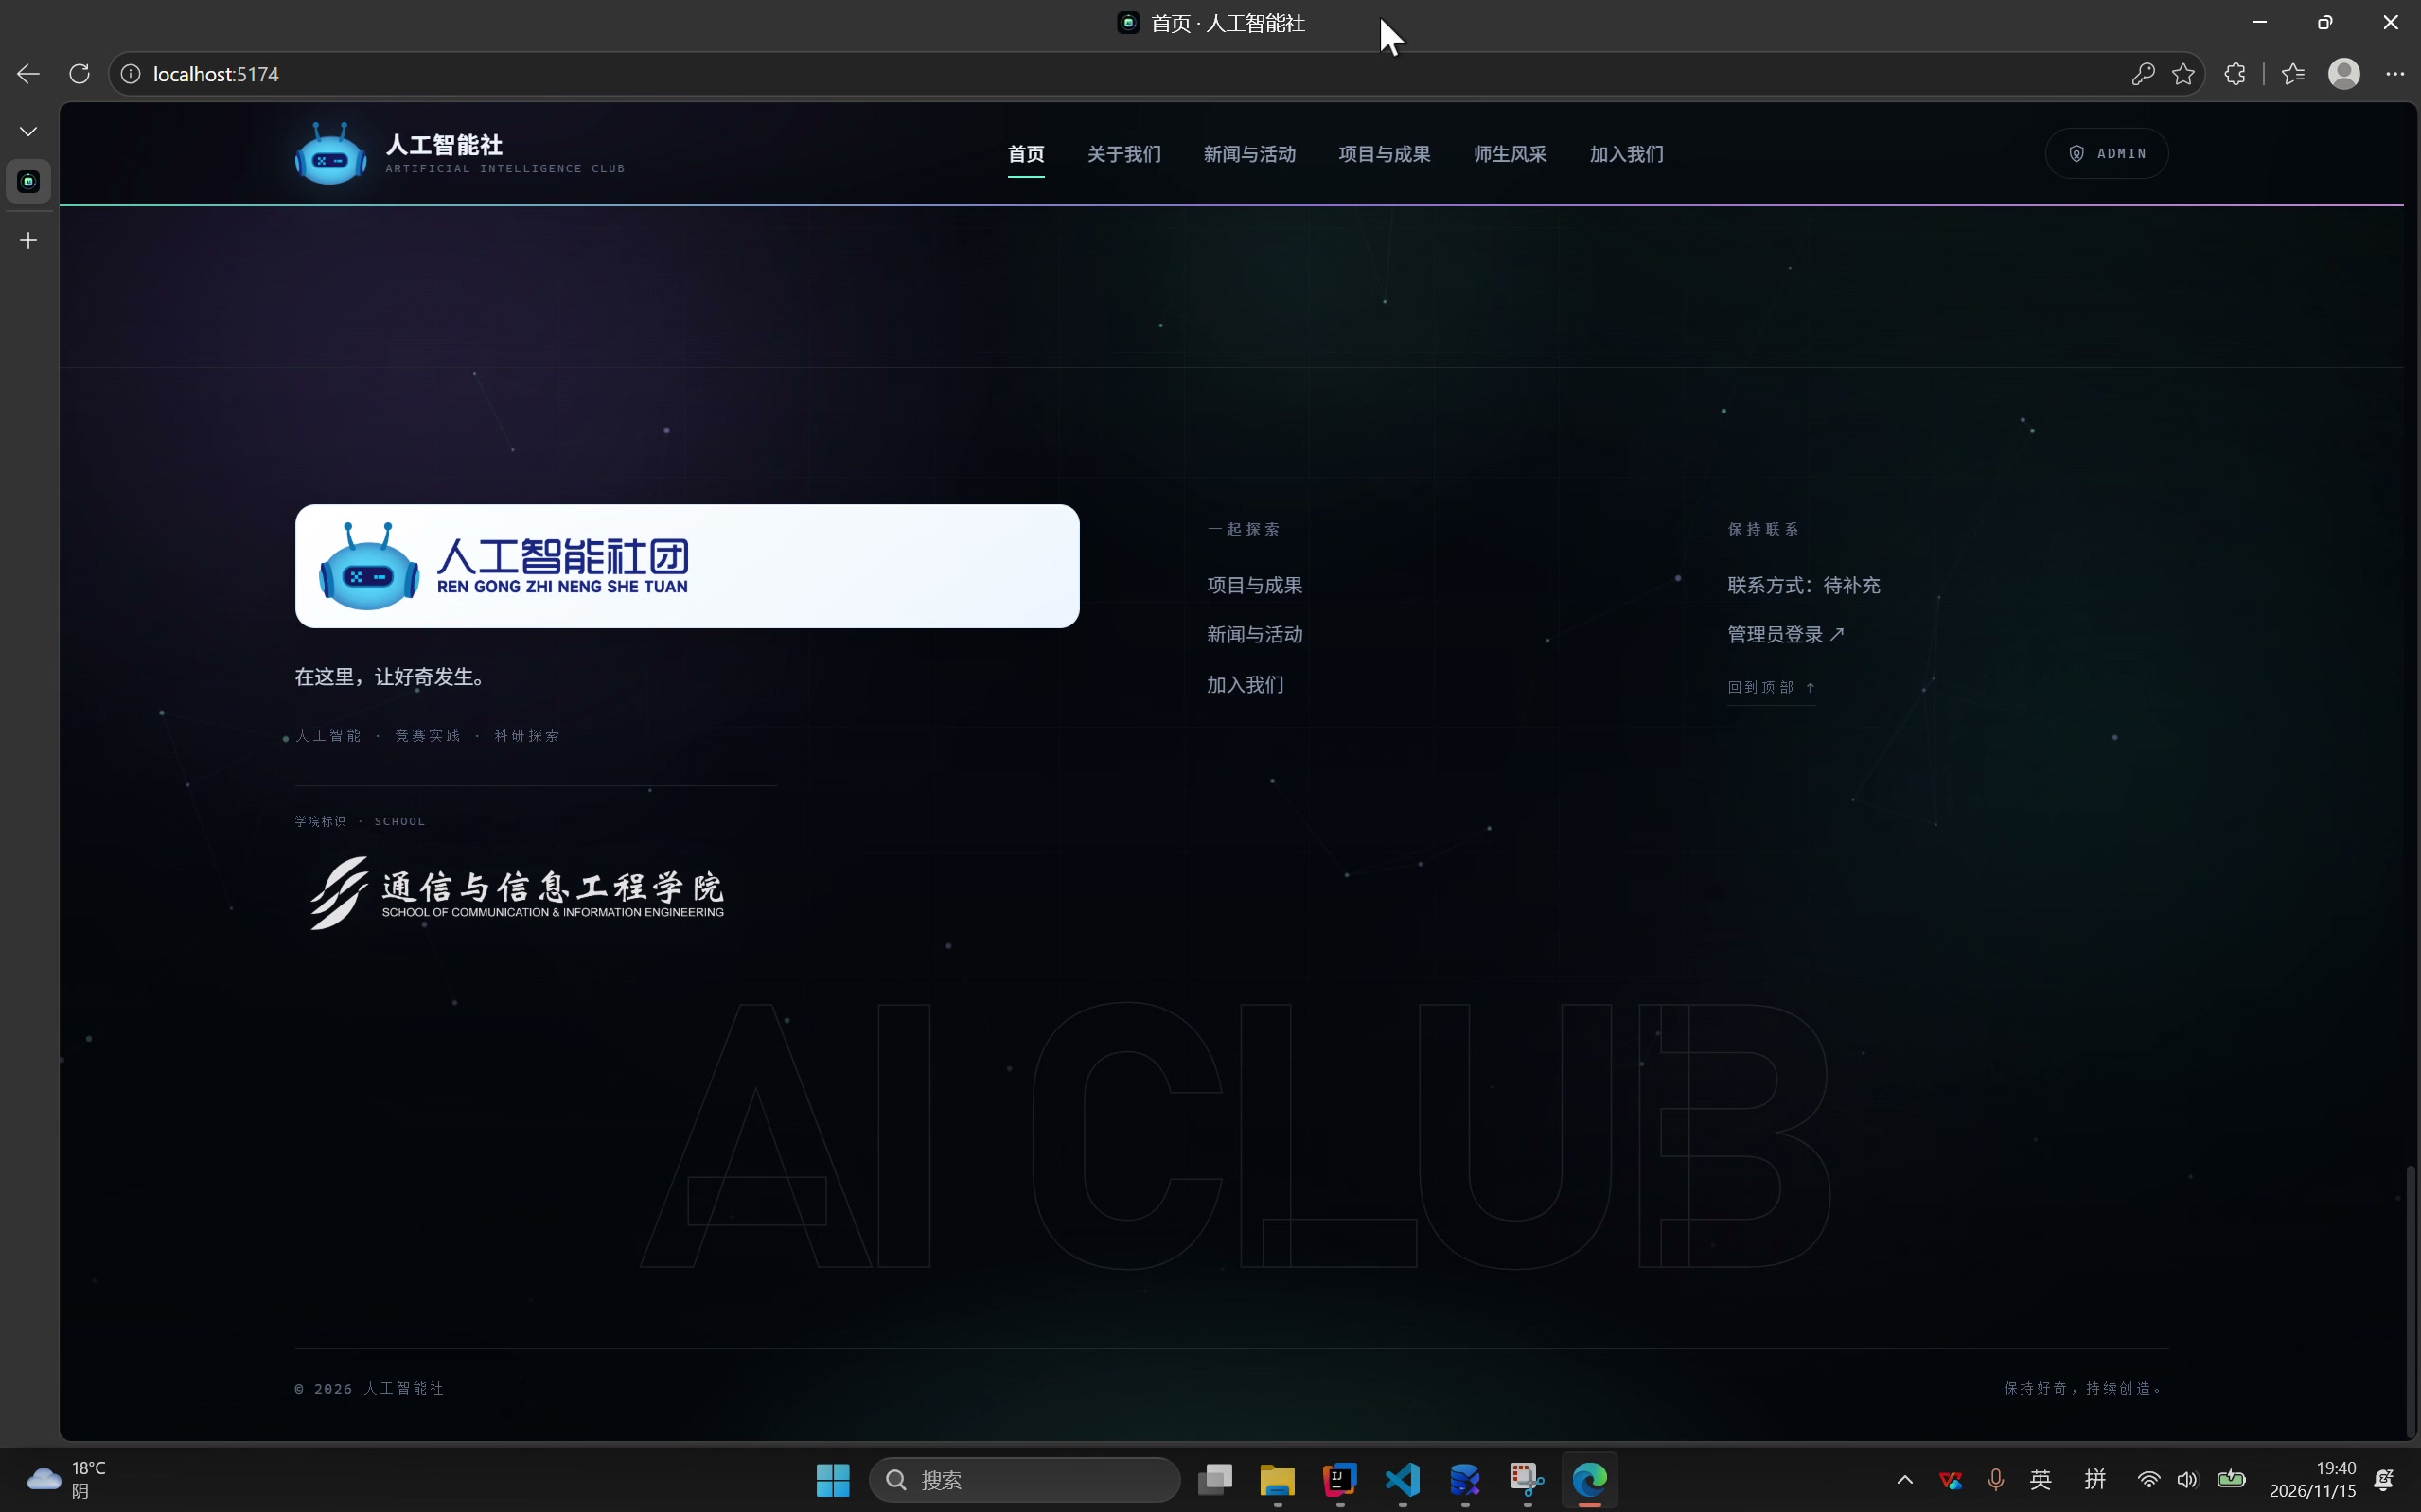 首页 · 人工智能社
localhost:5174
人工智能社
ARTIFICIAL INTELLIGENCE CLUB
首页
关于我们
新闻与活动
项目与成果
师生风采
加入我们
ADMIN
人工智能社团
REN GONG ZHI NENG SHE TUAN
在这里，让好奇发生。
人工智能 · 竞赛实践 · 科研探索
学院标识 · SCHOOL
通信与信息工程学院
SCHOOL OF COMMUNICATION & INFORMATION ENGINEERING
一起探索
项目与成果
新闻与活动
加入我们
保持联系
联系方式：待补充
管理员登录 ↗
回到顶部 ↑
AI CLUB
© 2026 人工智能社
保持好奇，持续创造。
18°C
阴
搜索
英
拼
19:40
2026/11/15